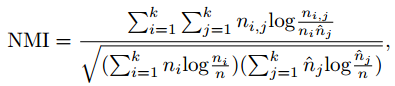 NMI = \frac{\sum_{i=1}^{k} \sum_{j=1}^{k} n_{i,j} \log \frac{n_{i,j}}{n_i \hat{n}_j}}{\sqrt{(\sum_{i=1}^{k} n_i \log \frac{n_i}{n})(\sum_{j=1}^{k} \hat{n}_j \log \frac{\hat{n}_j}{n})}},